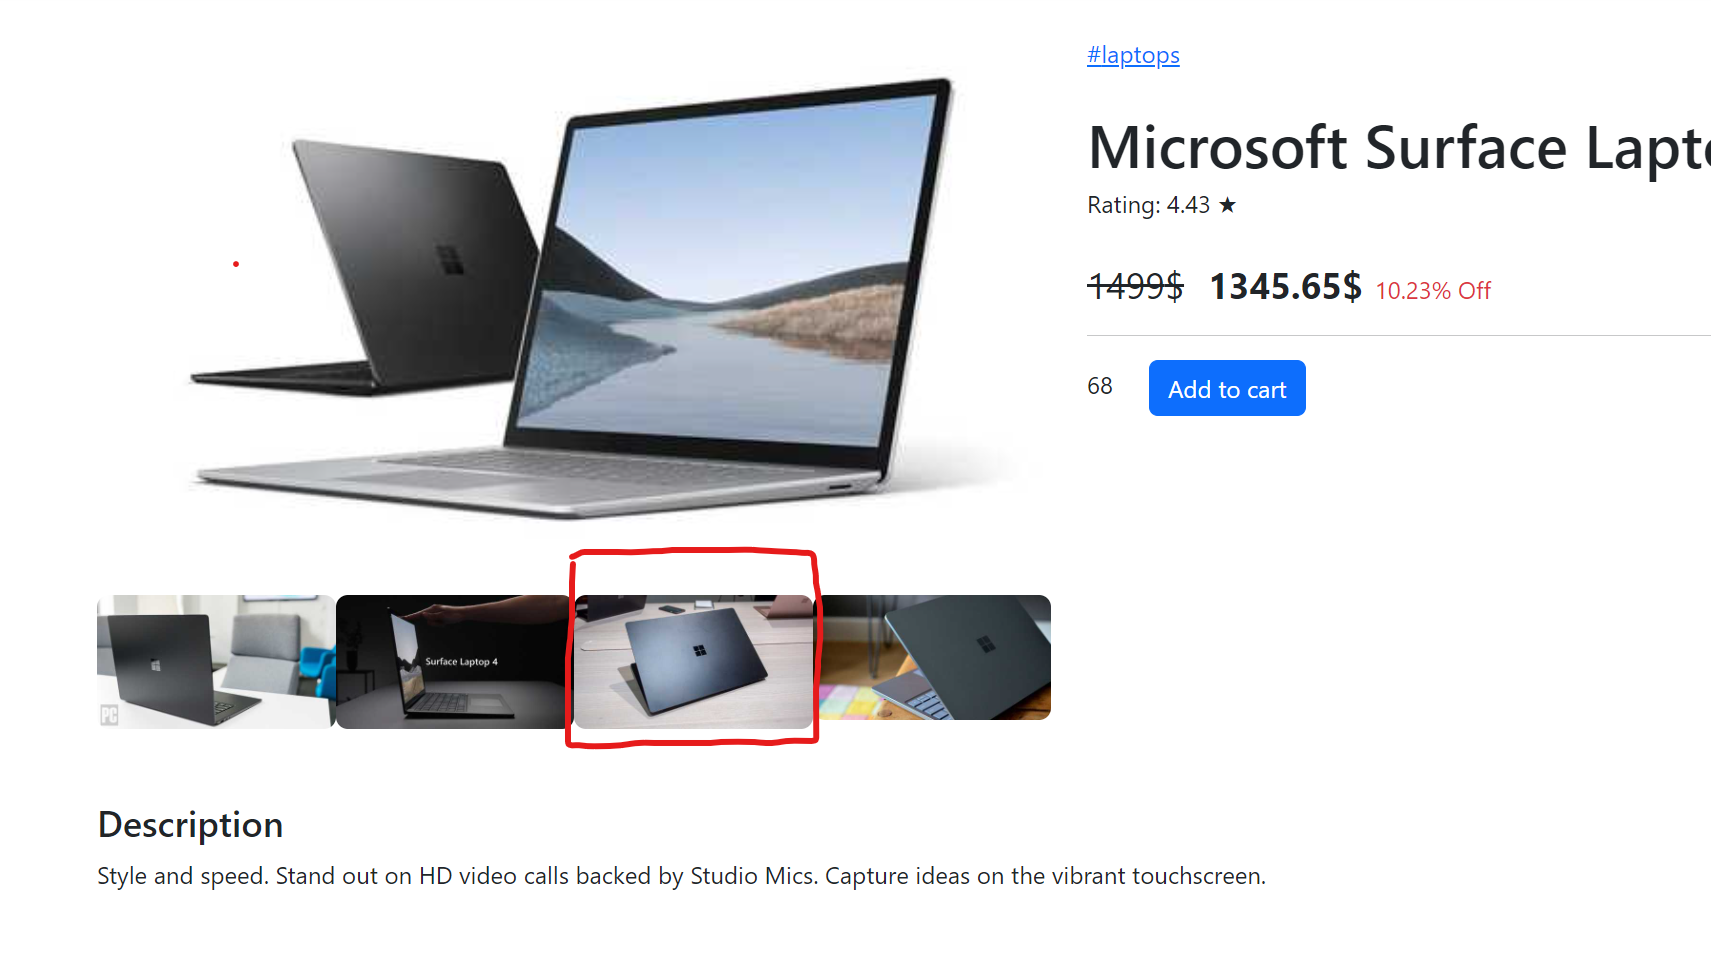 #laptops
Microsoft Surface
Rating: 4.43 ★
1499$ 1345.65$ 10.23% Off
68 Add to cart
PC
Surface Laptop 4
Description
Style and speed. Stand out on HD video calls backed by Studio Mics. Capture ideas on the vibrant touchscreen.